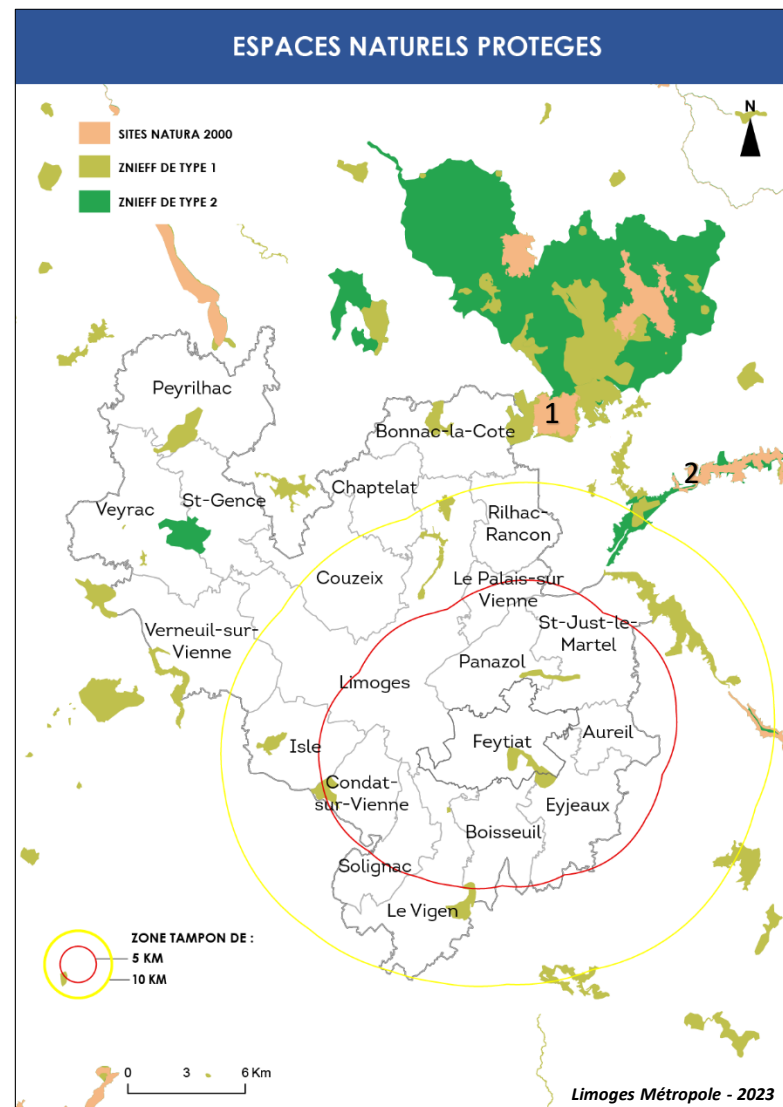 ESPACES NATURELS PROTEGES
N
SITES NATURA 2000
ZNIEFF DE TYPE 1
ZNIEFF DE TYPE 2
Peyrilhac
1
Bonnac-la-Cote
2
Chaptelat
St-Gence
Veyrac
Rilhac-
Rancon
Couzeix
Le Palais-sur
Vienne
Verneuil-sur-
Vienne
St-Just-le-
Martel
Panazol
Limoges
Aureil
Feytiat
Isle
Condat-
sur-Vienne
Eyjeaux
Boisseuil
Solignac
Le Vigen
ZONE TAMPON DE :
5 KM
10 KM
0 3 6 Km
Limoges Métropole - 2023